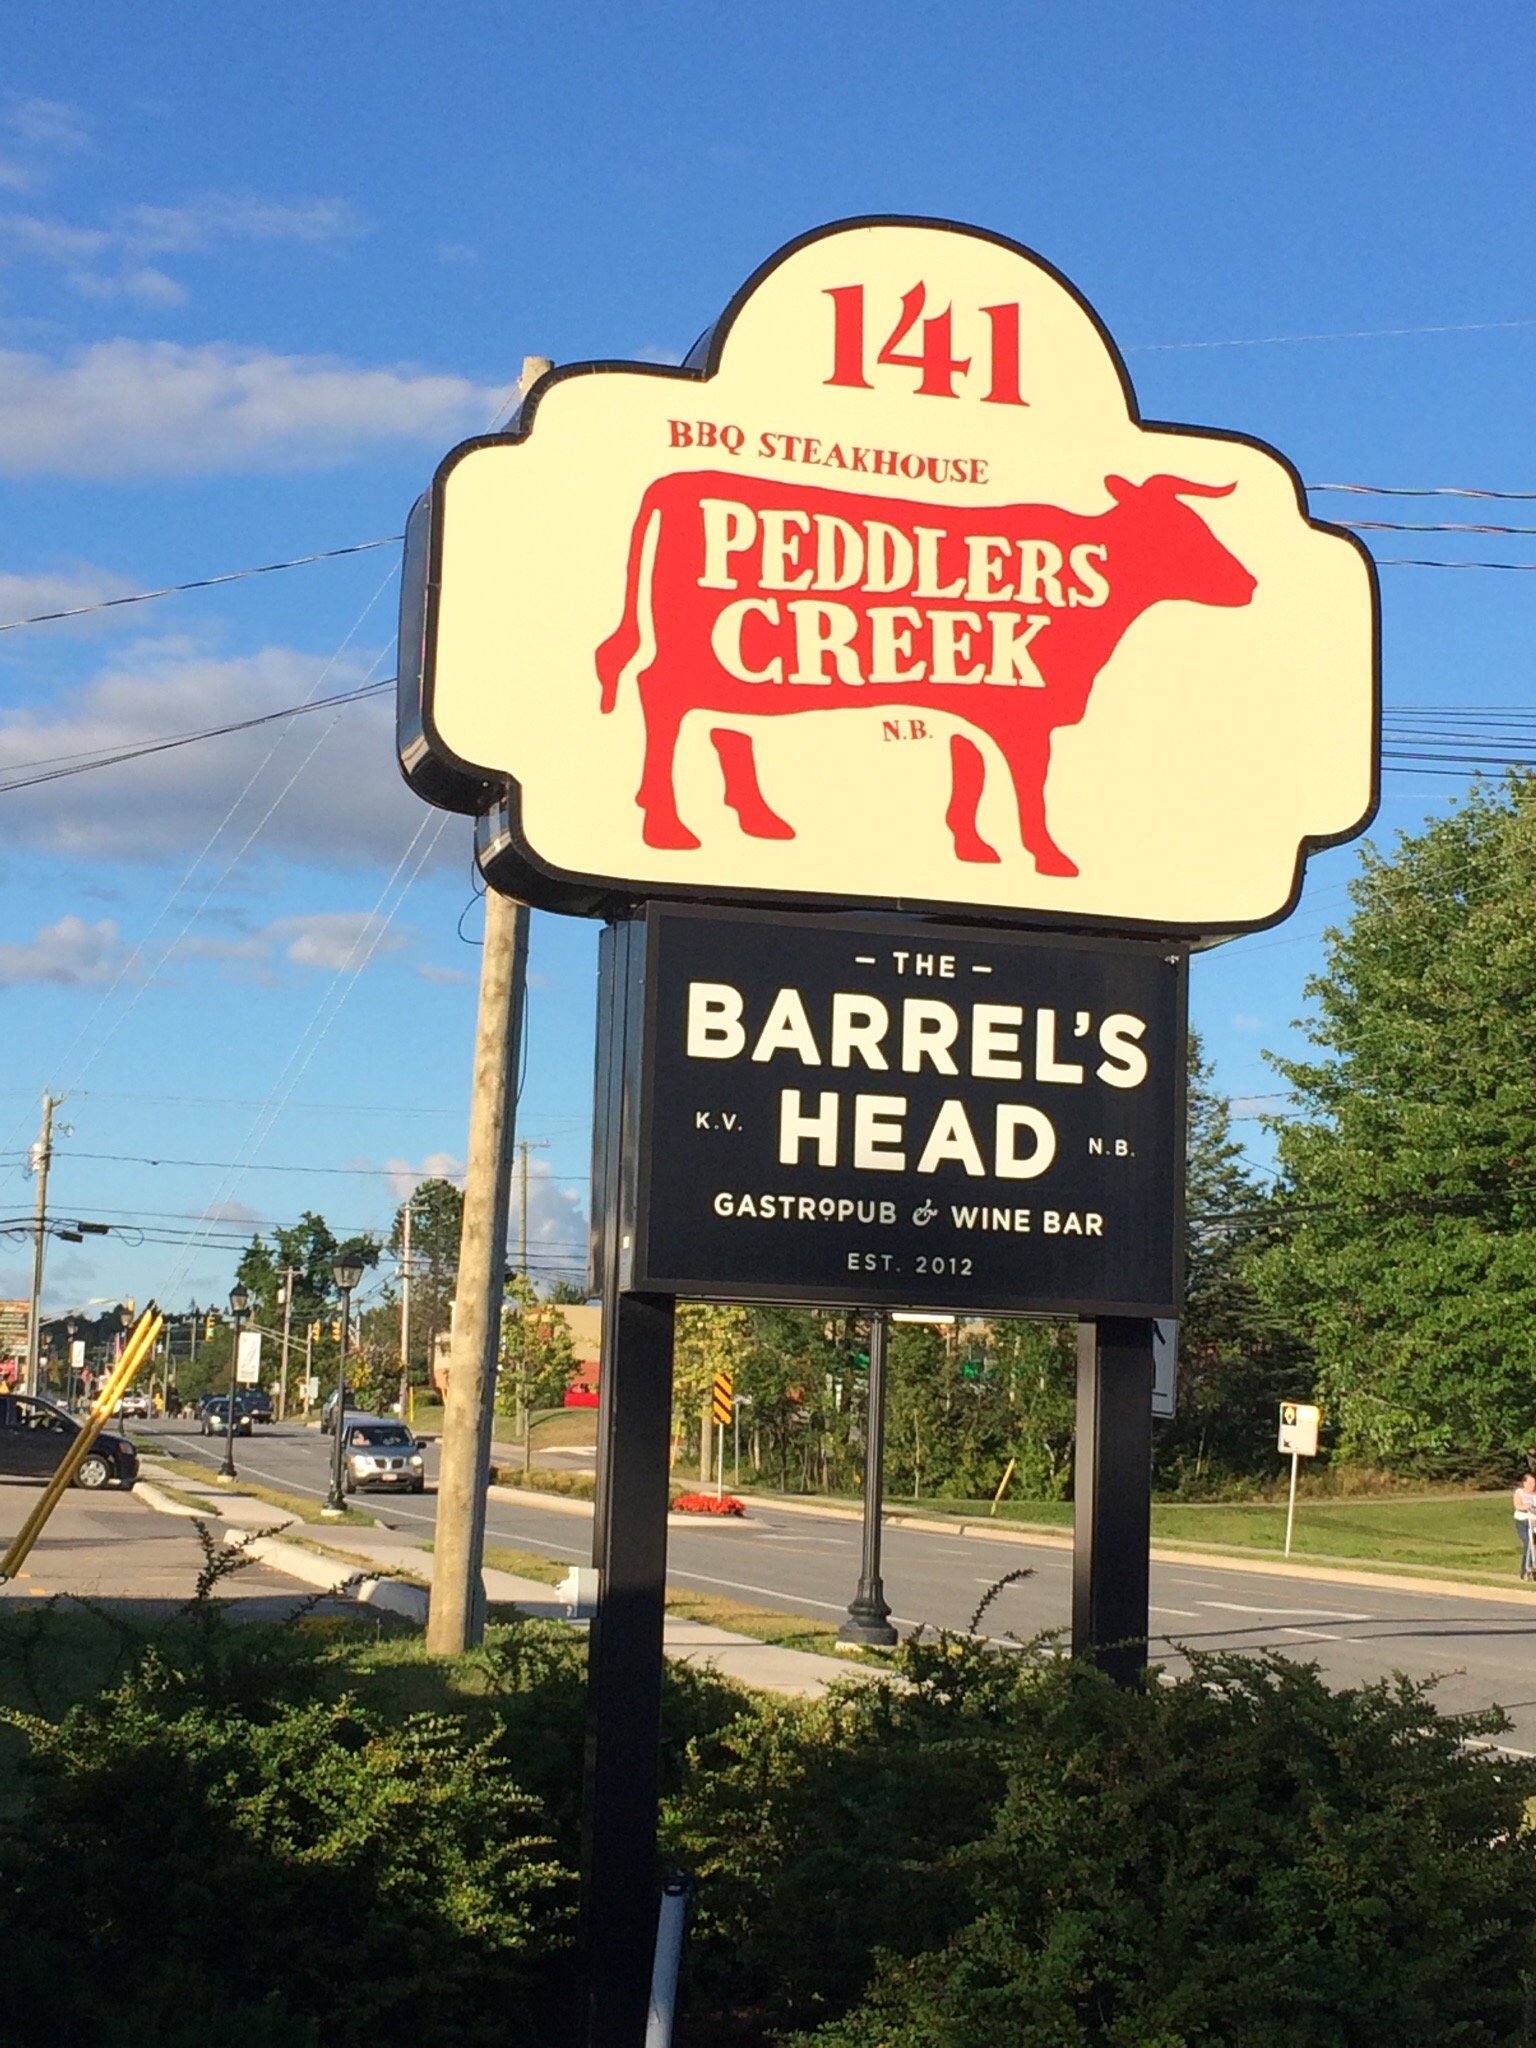 141
BBQ STEAKHOUSE
PEDDLERS
CREEK
N.B.
– THE –
BARREL'S
K.V. HEAD N.B.
GASTROPUB & WINE BAR
EST. 2012